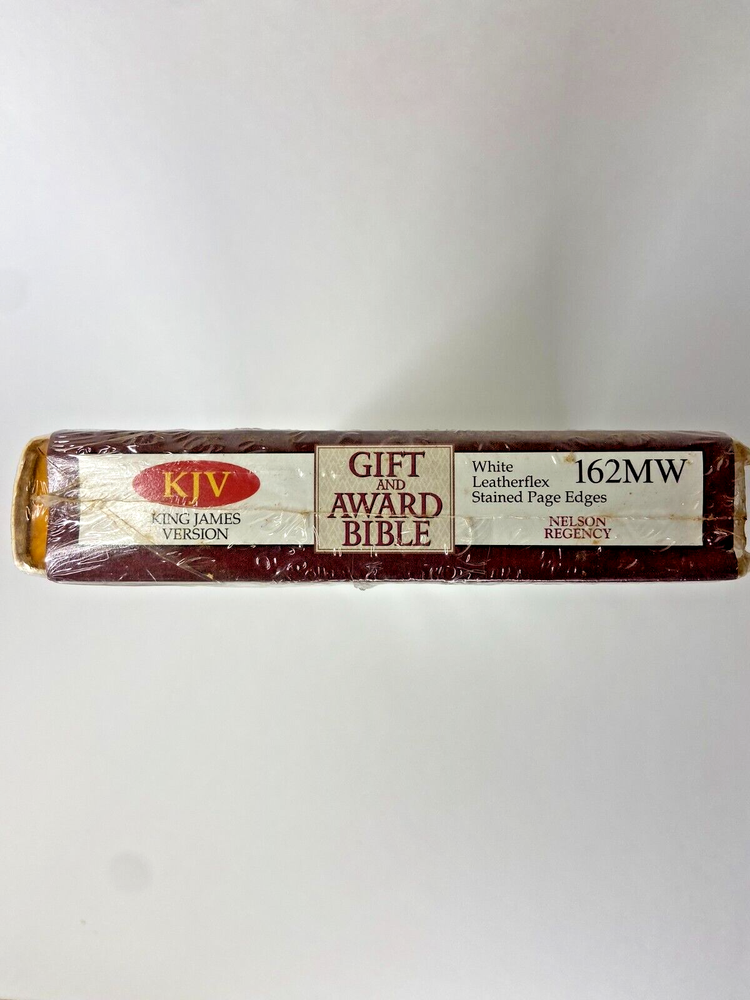 KJV
KING JAMES
VERSION
GIFT
AND
AWARD
BIBLE
White
Leatherflex
Stained Page Edges
162MW
NELSON
REGENCY